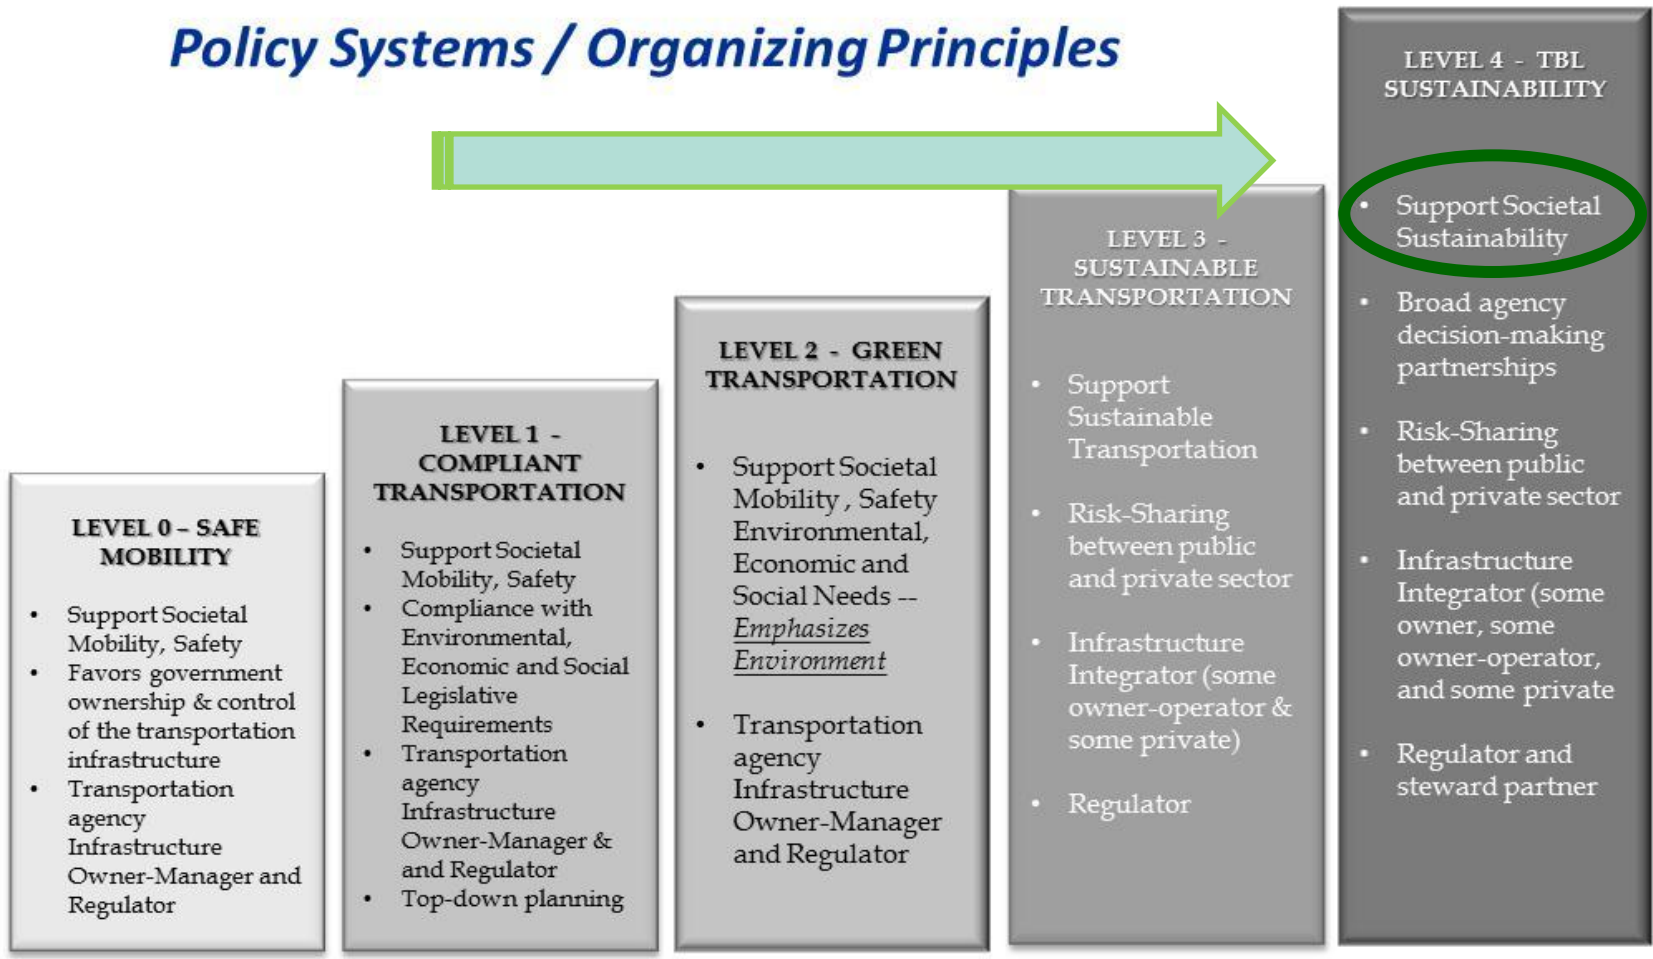 Policy Systems / Organizing Principles
LEVEL 0 – SAFE
MOBILITY
• Support Societal
Mobility, Safety
• Favors government
ownership & control
of the transportation
infrastructure
• Transportation
agency
Infrastructure
Owner-Manager and
Regulator
LEVEL 1 -
COMPLIANT
TRANSPORTATION
• Support Societal
Mobility, Safety
• Compliance with
Environmental,
Economic and Social
Legislative
Requirements
• Transportation
agency
Infrastructure
Owner-Manager &
and Regulator
• Top-down planning
LEVEL 2 - GREEN
TRANSPORTATION
• Support Societal
Mobility , Safety
Environmental,
Economic and
Social Needs --
Emphasizes
Environment
• Transportation
agency
Infrastructure
Owner-Manager
and Regulator
LEVEL 3 -
SUSTAINABLE
TRANSPORTATION
• Support
Sustainable
Transportation
• Risk-Sharing
between public
and private sector
• Infrastructure
Integrator (some
owner-operator &
some private)
• Regulator
LEVEL 4 - TBL
SUSTAINABILITY
• Support Societal
Sustainability
• Broad agency
decision-making
partnerships
• Risk-Sharing
between public
and private sector
• Infrastructure
Integrator (some
owner, some
owner-operator,
and some private
• Regulator and
steward partner